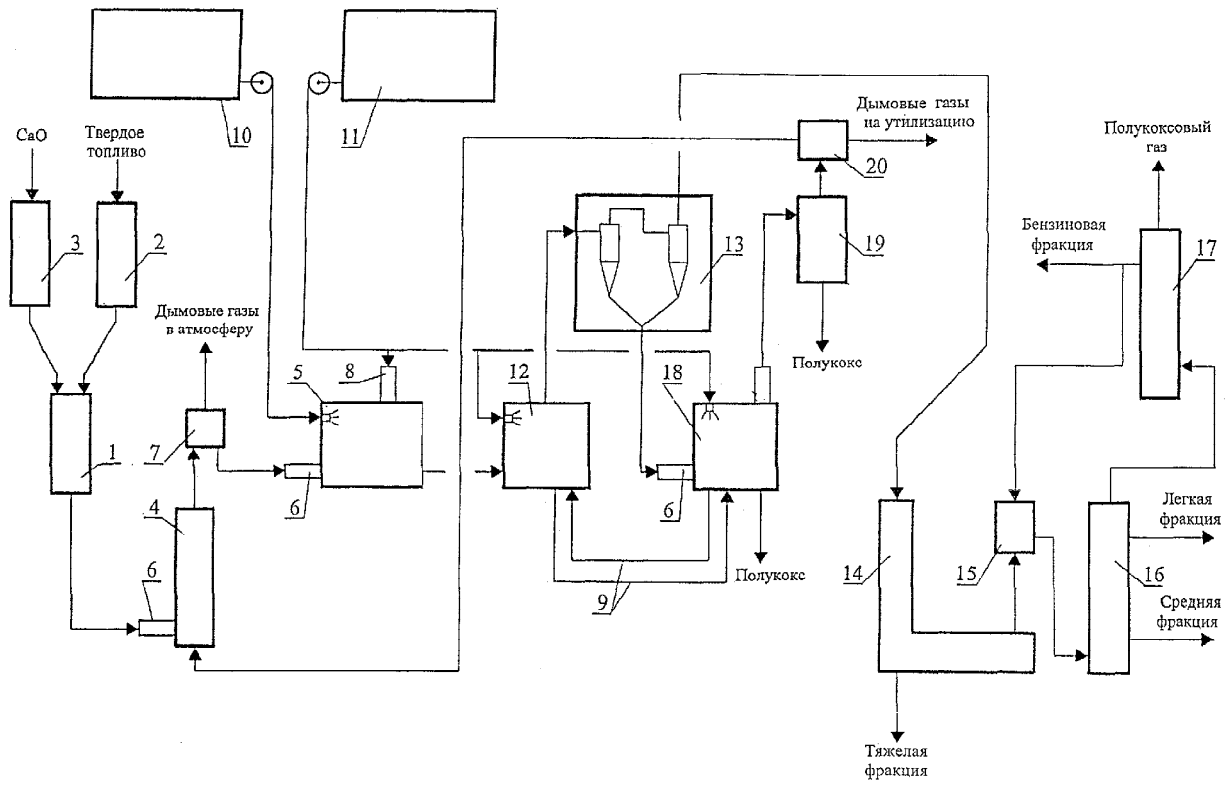 10
11
CaO
Твердое
топливо
Дымовые газы
на утилизацию
20
Полукоксовый
газ
3
2
13
19
Бензиновая
фракция
17
Дымовые газы
в атмосферу
Полукокс
5
8
12
18
1
7
6
6
4
Легкая
фракция
14
15
16
9
Полукокс
6
Средняя
фракция
Тяжелая
фракция